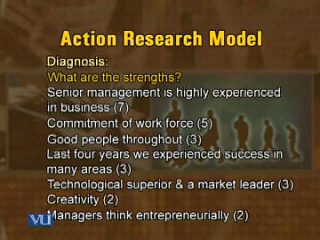 Action Research Model
Diagnosis:
What are the strengths?
Senior management is highly experienced
in business (7)
Commitment of work force (5)
Good people throughout (3)
Last four years we experienced success in
many areas (3)
Technological superior & a market leader (3)
Creativity (2)
Managers think entrepreneurially (2)
VU